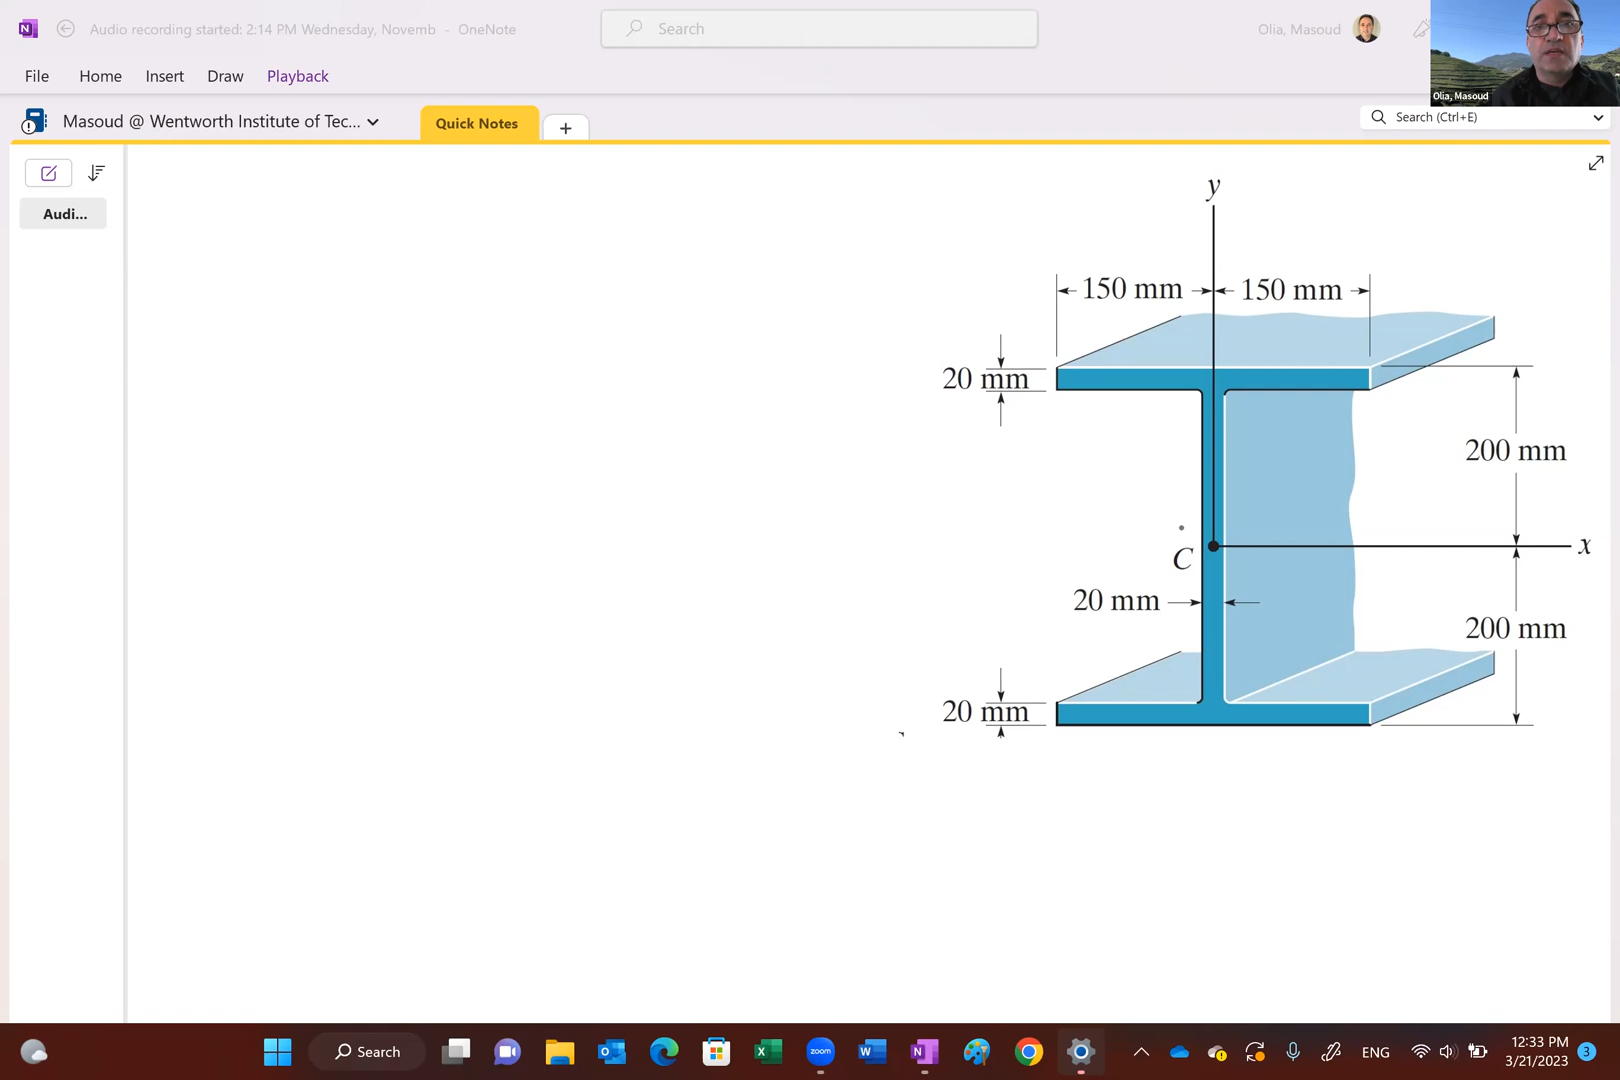 Audio recording started: 2:14 PM Wednesday, Novemb - OneNote
Search
Olia, Masoud
Olia, Masoud
File Home Insert Draw Playback
Masoud @ Wentworth Institute of Tec...
Quick Notes
+
Search (Ctrl+E)
Audi...
y
150 mm 150 mm
20 mm
200 mm
x
C
20 mm
200 mm
20 mm
Search
zoom
ENG
12:33 PM
3/21/2023
3